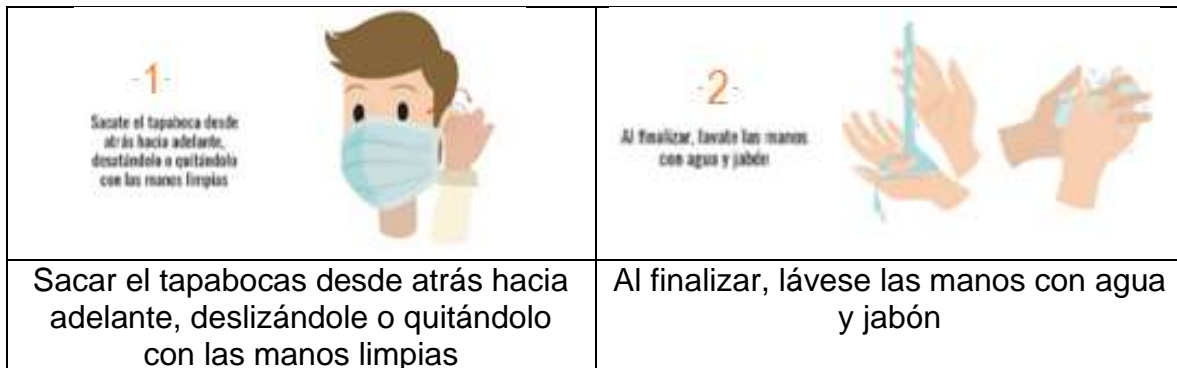 -1-
Sacate el tapaboca desde
atrás hacia adelante,
desatándolo o quitándolo
con las manos limpias
-2-
Al finalizar, lavate las manos
con agua y jabón
Sacar el tapabocas desde atrás hacia
adelante, deslizándole o quitándolo
con las manos limpias
Al finalizar, lávese las manos con agua
y jabón